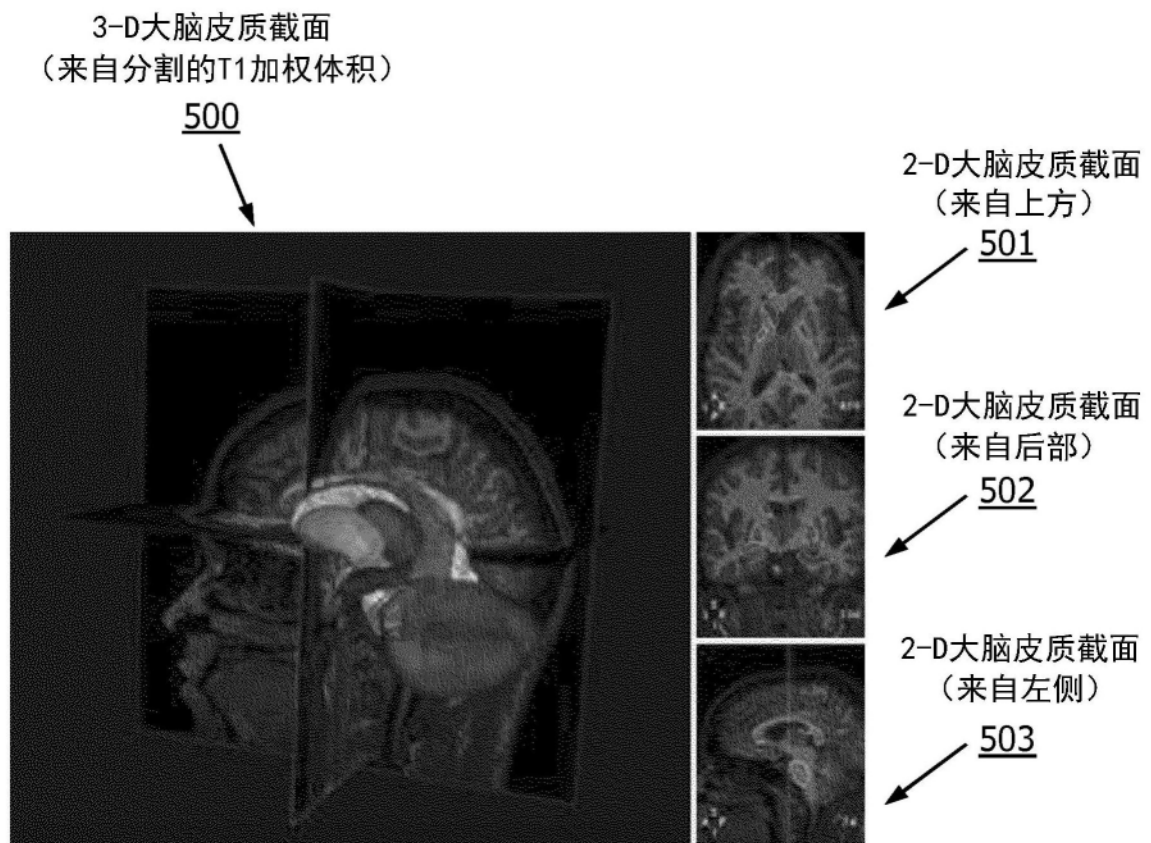 3-D大脑皮质截面
（来自分割的T1加权体积）
500
2-D大脑皮质截面
（来自上方）
501
2-D大脑皮质截面
（来自后部）
502
2-D大脑皮质截面
（来自左侧）
503